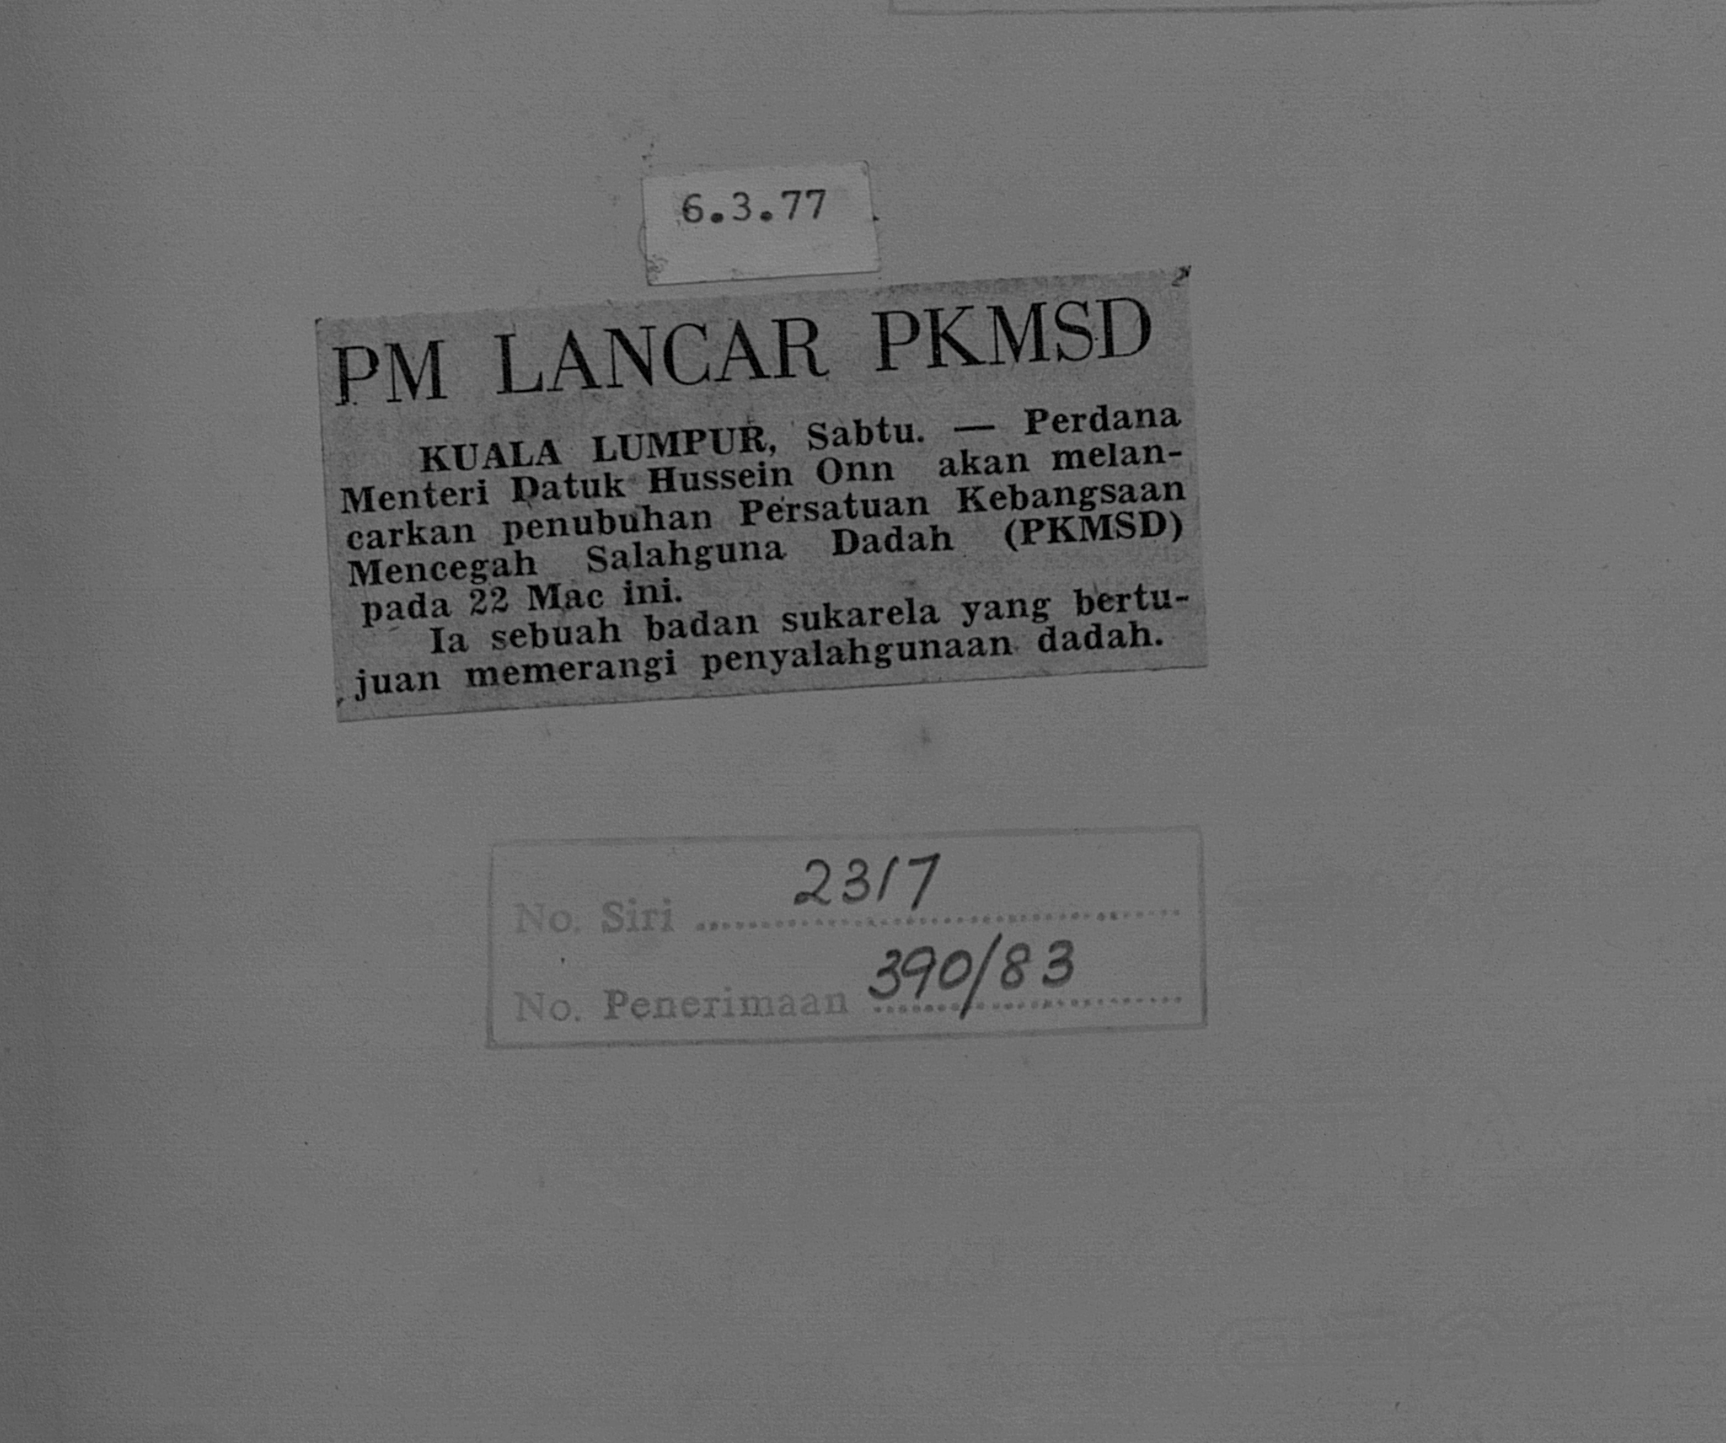 6.3.77
PM LANCAR PKMSD
KUALA LUMPUR, Sabtu. — Perdana
Menteri Datuk Hussein Onn akan melan-
carkan penubuhan Persatuan Kebangsaan
Mencegah Salahguna Dadah (PKMSD)
pada 22 Mac ini.
Ia sebuah badan sukarela yang bertu-
juan memerangi penyalahgunaan dadah.
No. Siri 2317
No. Penerimaan 390/83